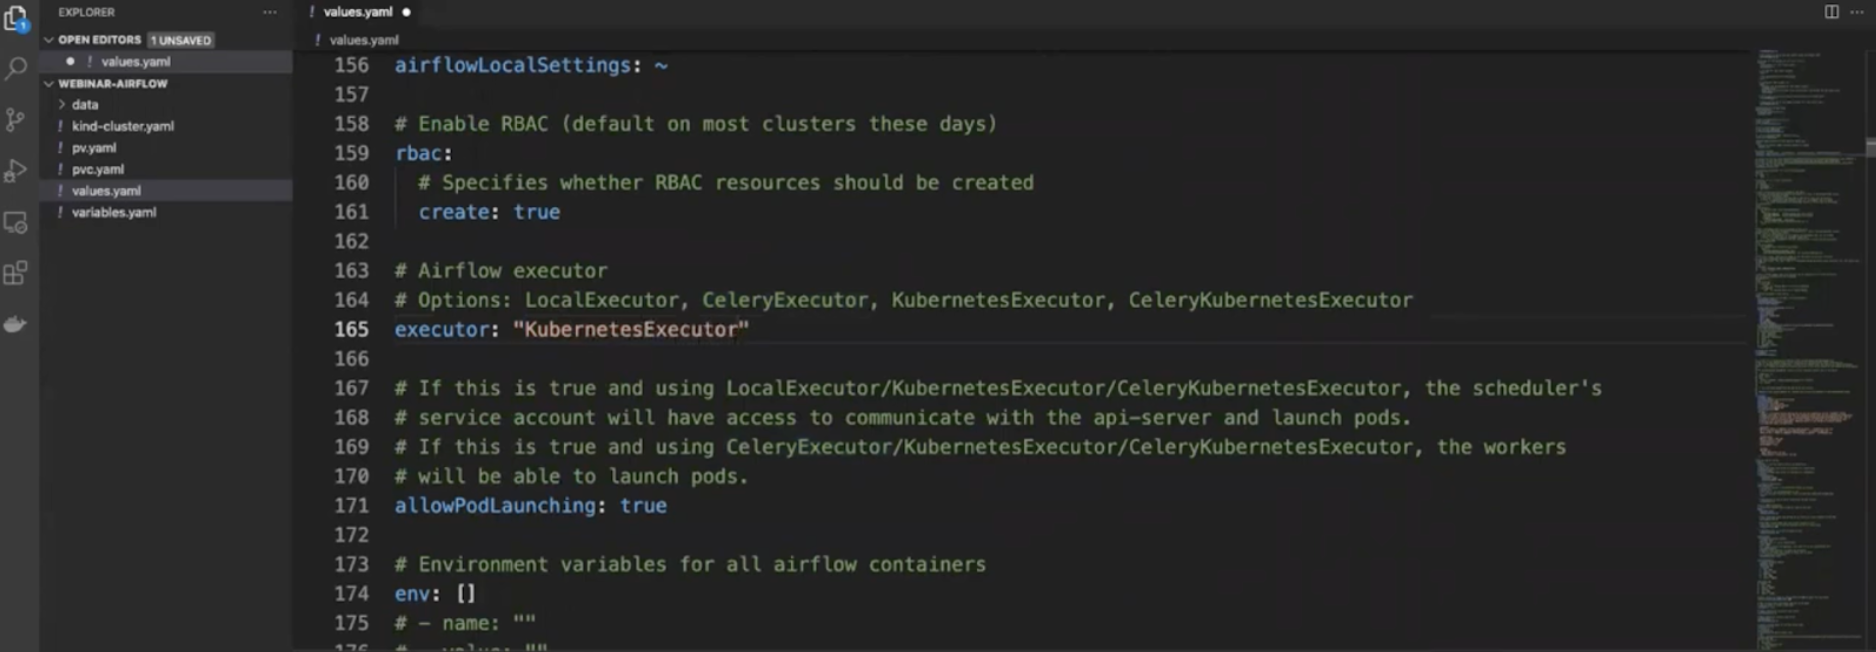 EXPLORER
OPEN EDITORS 1 UNSAVED
! values.yaml
WEBINAR-AIRFLOW
data
! kind-cluster.yaml
! pv.yaml
! pvc.yaml
! values.yaml
! variables.yaml
1
! values.yaml
! values.yaml
156 airflowLocalSettings: ~
157
158 # Enable RBAC (default on most clusters these days)
159 rbac:
160 # Specifies whether RBAC resources should be created
161 create: true
162
163 # Airflow executor
164 # Options: LocalExecutor, CeleryExecutor, KubernetesExecutor, CeleryKubernetesExecutor
165 executor: "KubernetesExecutor"
166
167 # If this is true and using LocalExecutor/KubernetesExecutor/CeleryKubernetesExecutor, the scheduler's
168 # service account will have access to communicate with the api-server and launch pods.
169 # If this is true and using CeleryExecutor/KubernetesExecutor/CeleryKubernetesExecutor, the workers
170 # will be able to launch pods.
171 allowPodLaunching: true
172
173 # Environment variables for all airflow containers
174 env: []
175 # - name: ""